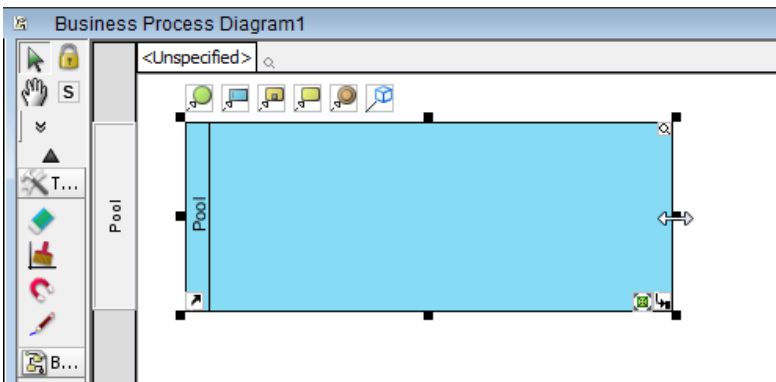 Business Process Diagram1
<Unspecified>
S
T...
Pool
Pool
B...